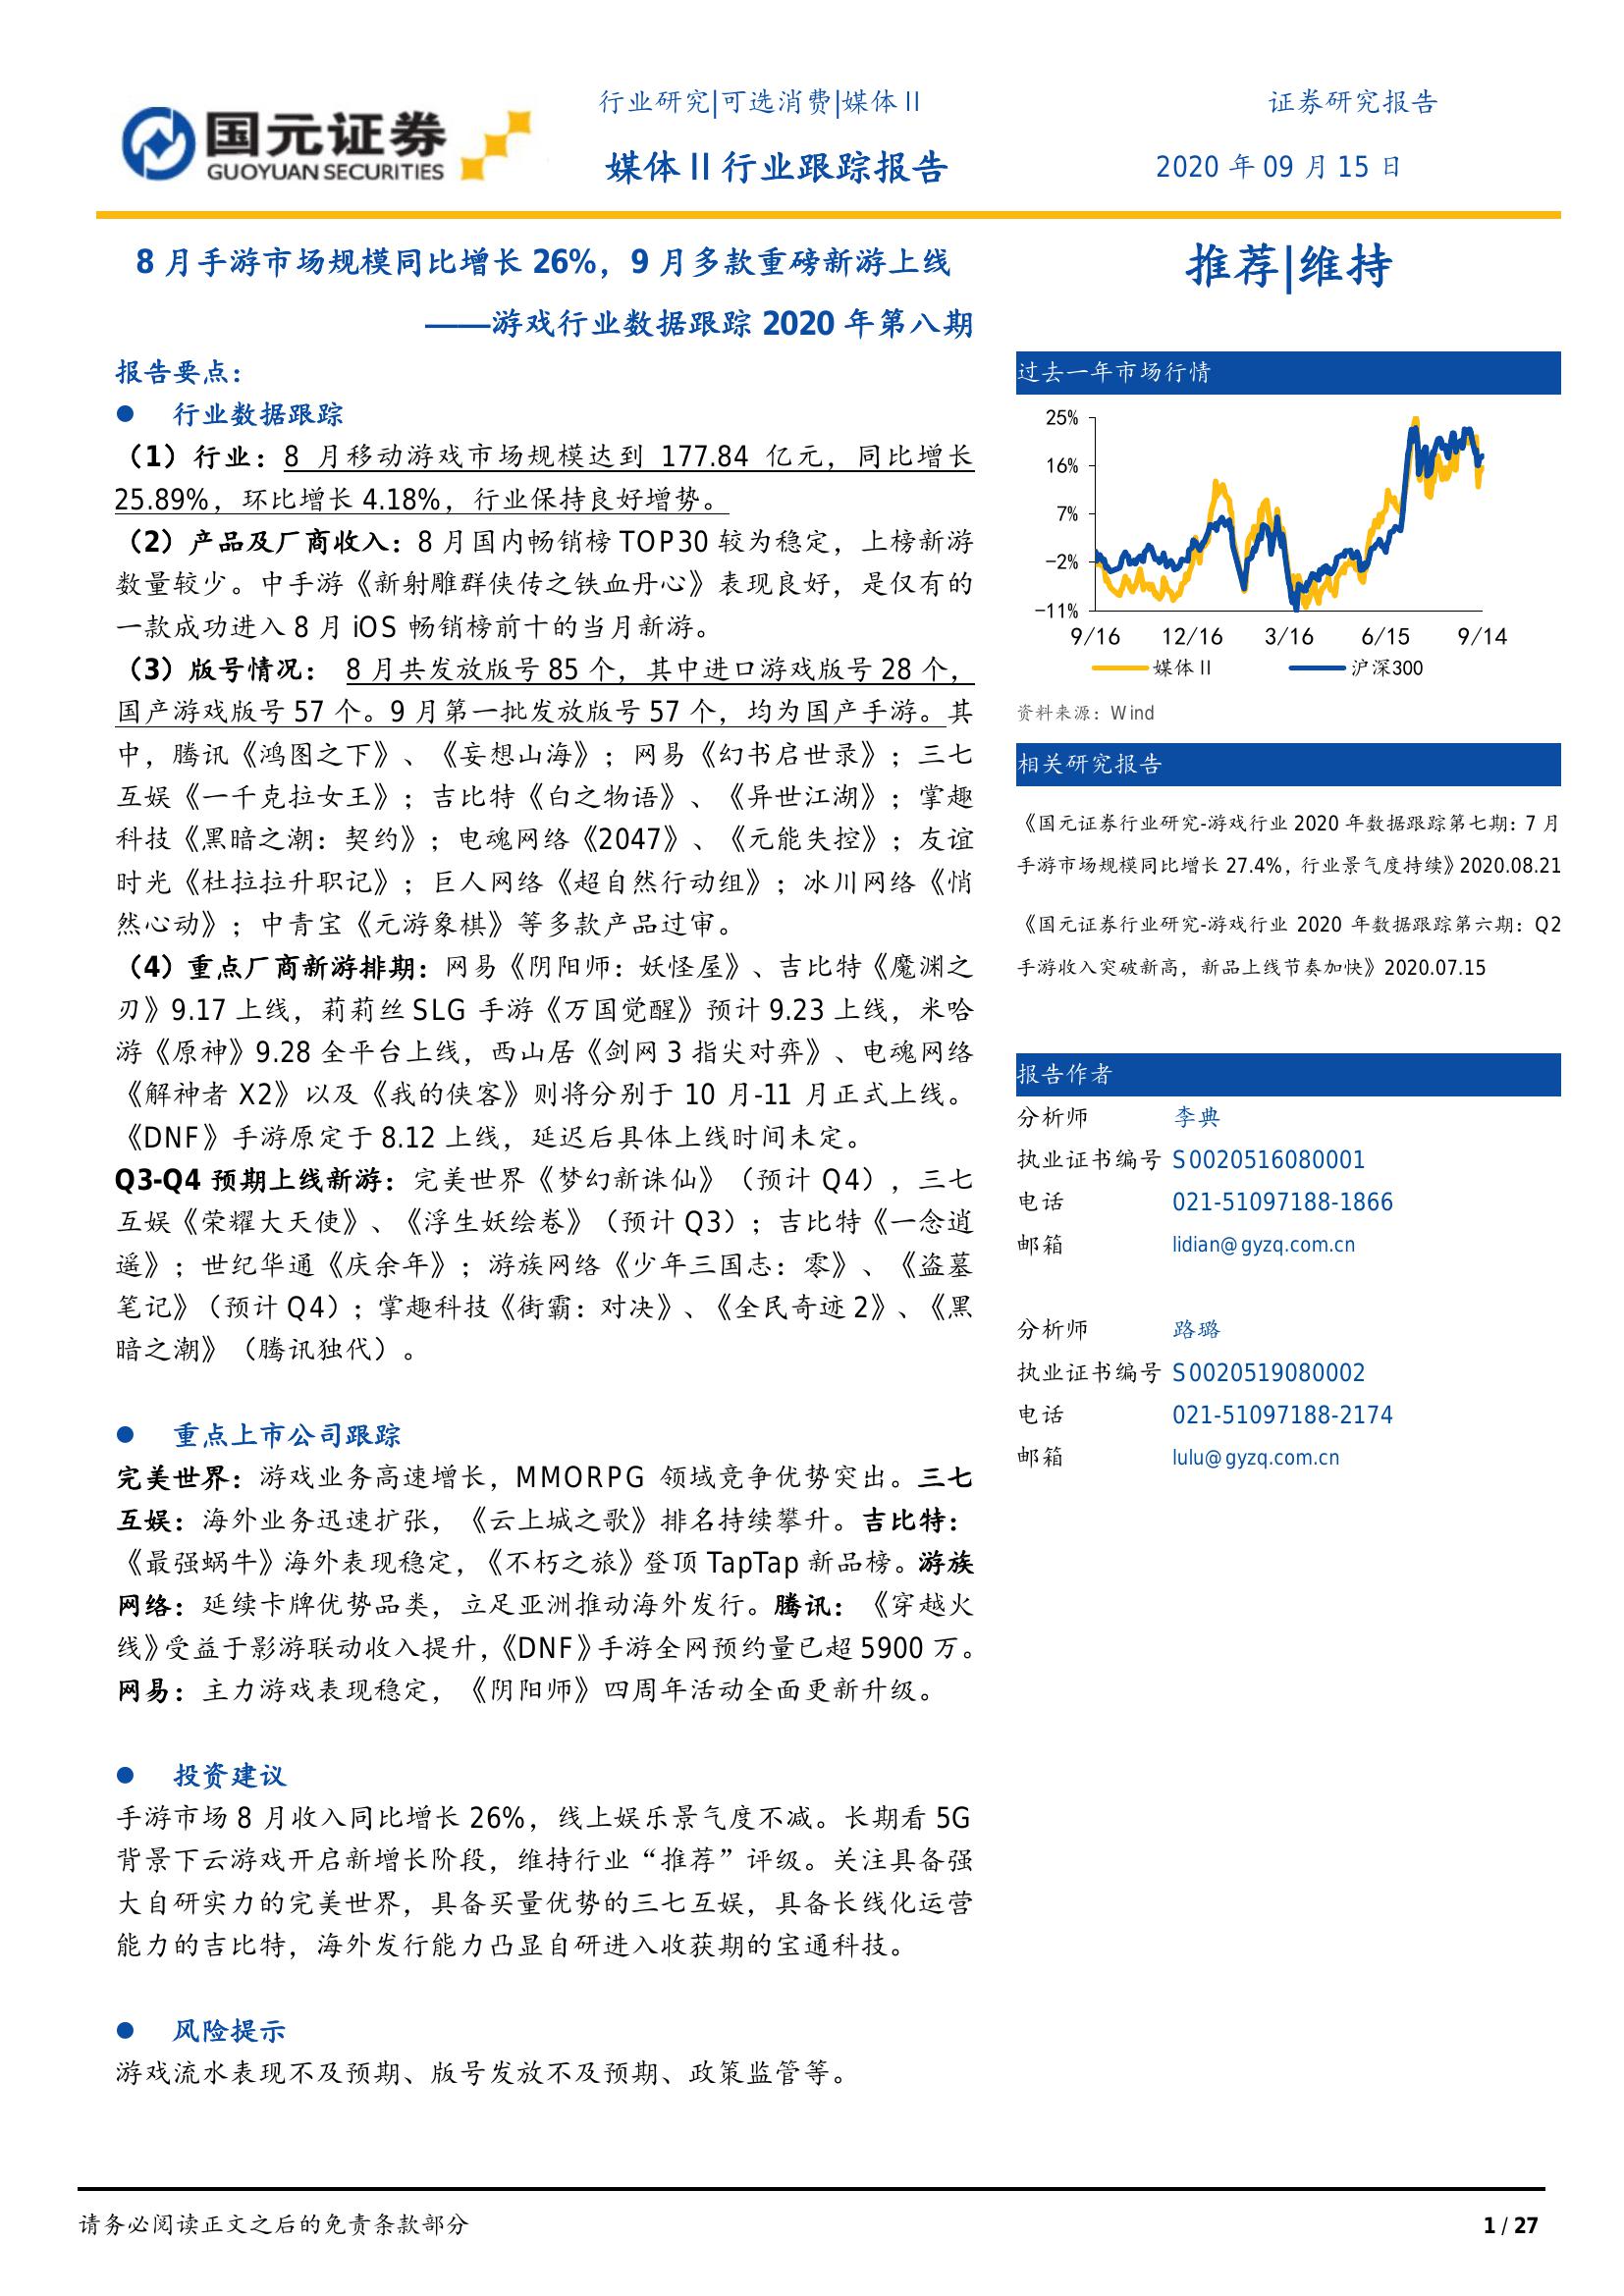 国元证券
GUOYUAN SECURITIES
行业研究|可选消费|媒体Ⅱ
证券研究报告
媒体Ⅱ行业跟踪报告
2020 年 09 月 15 日
8 月手游市场规模同比增长 26%，9 月多款重磅新游上线
——游戏行业数据跟踪 2020 年第八期
报告要点：
● 行业数据跟踪
（1）行业：8 月移动游戏市场规模达到 177.84 亿元，同比增长
25.89%，环比增长 4.18%，行业保持良好增势。
（2）产品及厂商收入：8 月国内畅销榜 TOP30 较为稳定，上榜新游
数量较少。中手游《新射雕群侠传之铁血丹心》表现良好，是仅有的
一款成功进入 8 月 iOS 畅销榜前十的当月新游。
（3）版号情况： 8 月共发放版号 85 个，其中进口游戏版号 28 个，
国产游戏版号 57 个。9 月第一批发放版号 57 个，均为国产手游。其
中，腾讯《鸿图之下》、《妄想山海》；网易《幻书启世录》；三七
互娱《一千克拉女王》；吉比特《白之物语》、《异世江湖》；掌趣
科技《黑暗之潮：契约》；电魂网络《2047》、《元能失控》；友谊
时光《杜拉拉升职记》；巨人网络《超自然行动组》；冰川网络《悄
然心动》；中青宝《元游象棋》等多款产品过审。
（4）重点厂商新游排期：网易《阴阳师：妖怪屋》、吉比特《魔渊之
刃》9.17 上线，莉莉丝 SLG 手游《万国觉醒》预计 9.23 上线，米哈
游《原神》9.28 全平台上线，西山居《剑网 3 指尖对弈》、电魂网络
《解神者 X2》以及《我的侠客》则将分别于 10 月-11 月正式上线。
《DNF》手游原定于 8.12 上线，延迟后具体上线时间未定。
Q3-Q4 预期上线新游：完美世界《梦幻新诛仙》（预计 Q4），三七
互娱《荣耀大天使》、《浮生妖绘卷》（预计 Q3）；吉比特《一念逍
遥》；世纪华通《庆余年》；游族网络《少年三国志：零》、《盗墓
笔记》（预计 Q4）；掌趣科技《街霸：对决》、《全民奇迹 2》、《黑
暗之潮》（腾讯独代）。
● 重点上市公司跟踪
完美世界：游戏业务高速增长，MMORPG 领域竞争优势突出。三七
互娱：海外业务迅速扩张，《云上城之歌》排名持续攀升。吉比特：
《最强蜗牛》海外表现稳定，《不朽之旅》登顶 TapTap 新品榜。游族
网络：延续卡牌优势品类，立足亚洲推动海外发行。腾讯：《穿越火
线》受益于影游联动收入提升，《DNF》手游全网预约量已超 5900 万。
网易：主力游戏表现稳定，《阴阳师》四周年活动全面更新升级。
● 投资建议
手游市场 8 月收入同比增长 26%，线上娱乐景气度不减。长期看 5G
背景下云游戏开启新增长阶段，维持行业“推荐”评级。关注具备强
大自研实力的完美世界，具备买量优势的三七互娱，具备长线化运营
能力的吉比特，海外发行能力凸显自研进入收获期的宝通科技。
● 风险提示
游戏流水表现不及预期、版号发放不及预期、政策监管等。
推荐|维持
过去一年市场行情
25%
16%
7%
-2%
-11%
9/16 12/16 3/16 6/15 9/14
媒体Ⅱ 沪深300
资料来源：Wind
相关研究报告
《国元证券行业研究-游戏行业 2020 年数据跟踪第七期：7 月
手游市场规模同比增长 27.4%，行业景气度持续》2020.08.21
《国元证券行业研究-游戏行业 2020 年数据跟踪第六期：Q2
手游收入突破新高，新品上线节奏加快》2020.07.15
报告作者
分析师 李典
执业证书编号 S0020516080001
电话 021-51097188-1866
邮箱 lidian@gyzq.com.cn
分析师 路璐
执业证书编号 S0020519080002
电话 021-51097188-2174
邮箱 lulu@gyzq.com.cn
请务必阅读正文之后的免责条款部分
1 / 27